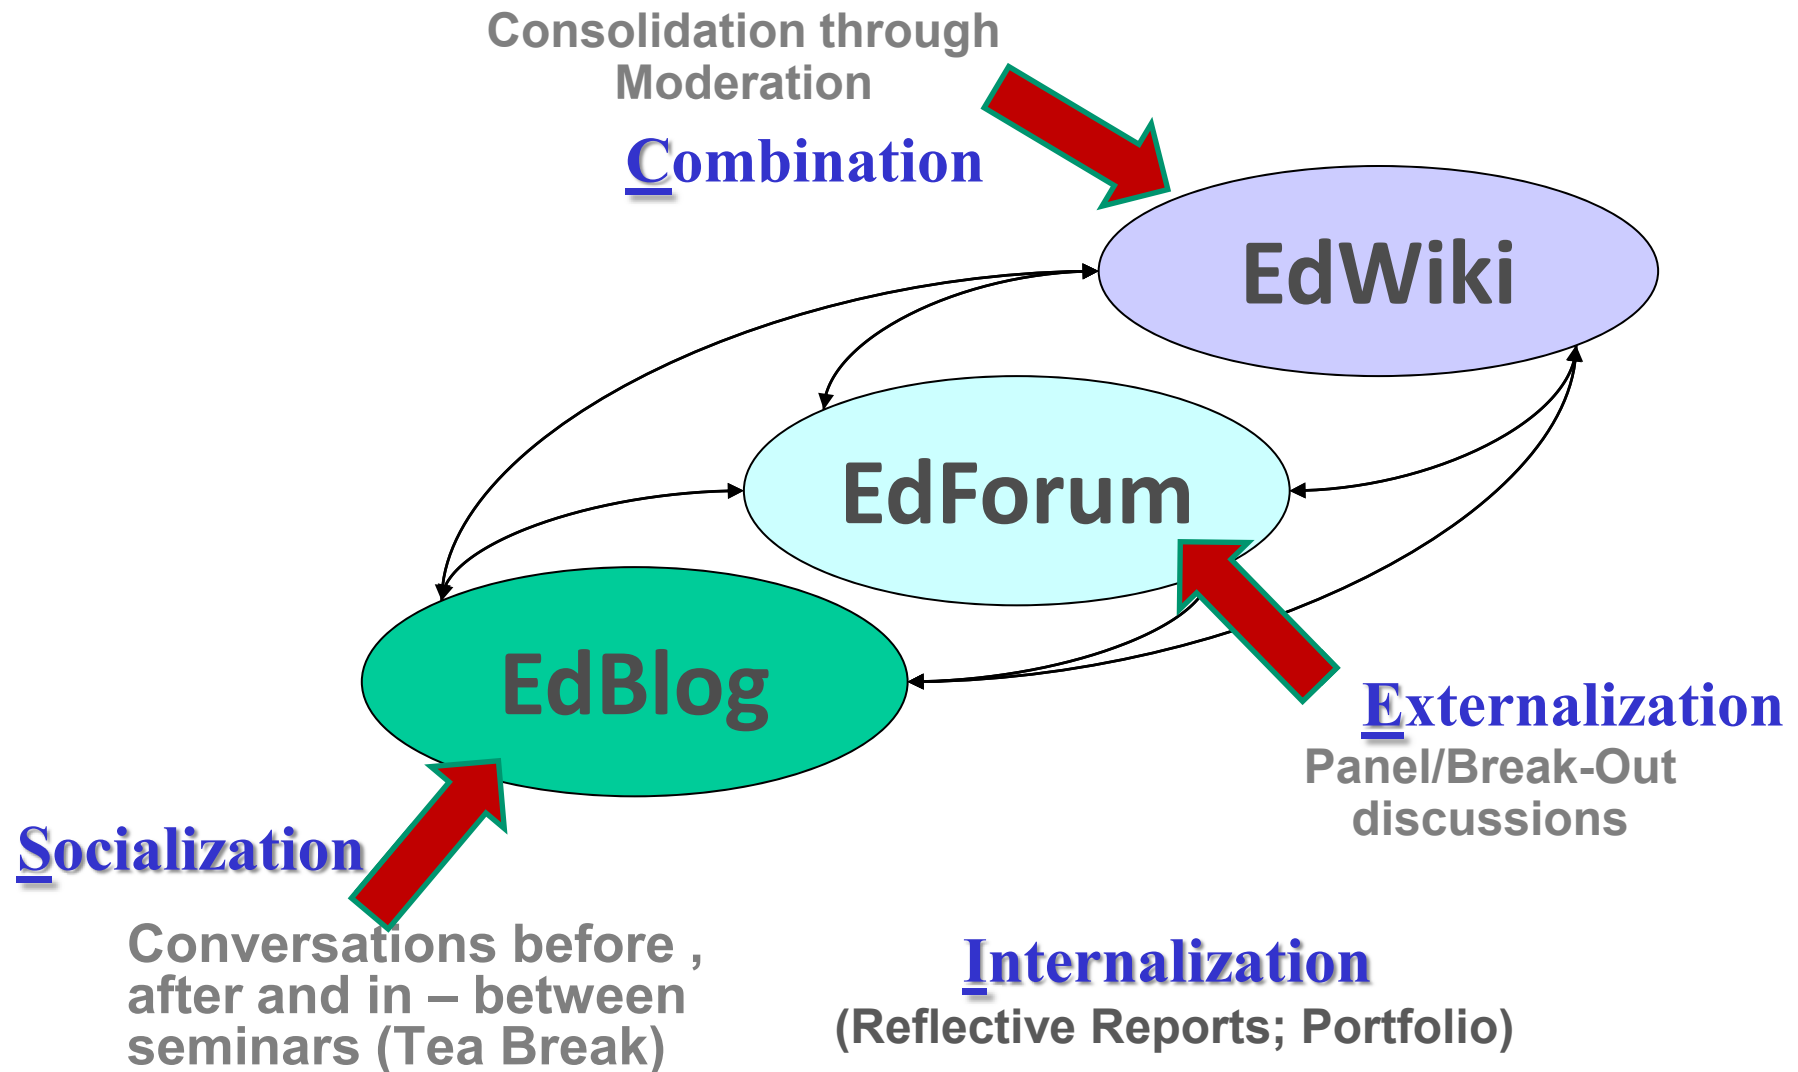 Consolidation through
Moderation
Combination
EdWiki
EdForum
EdBlog
Externalization
Panel/Break-Out
discussions
Socialization
Conversations before ,
after and in – between
seminars (Tea Break)
Internalization
(Reflective Reports; Portfolio)